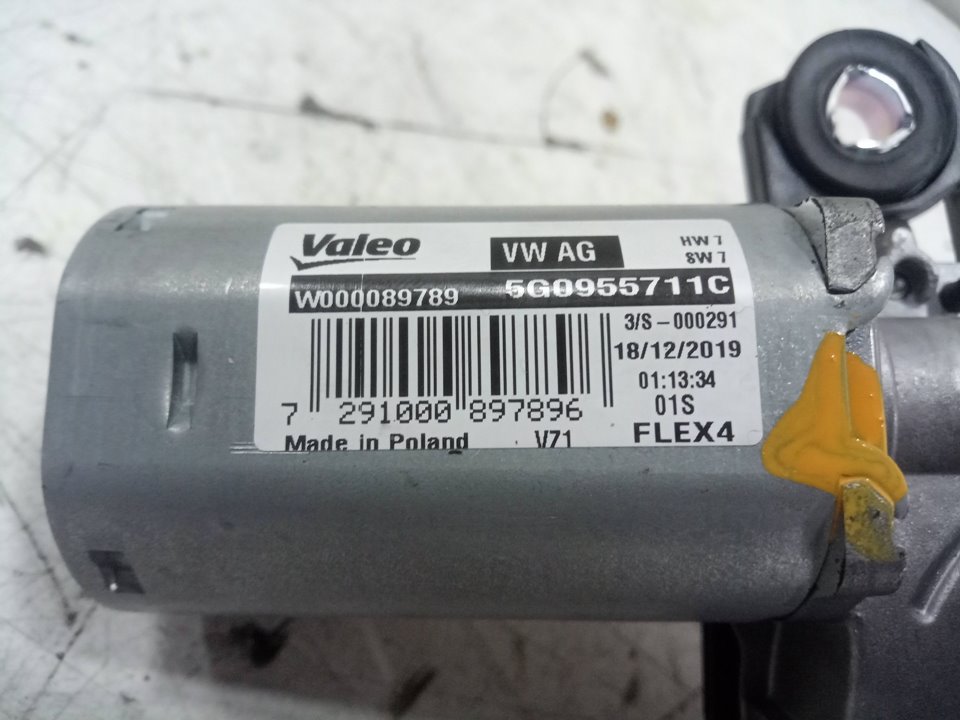 Valeo
VW AG
HW 7
SW 7
W000089789 5G0955711C
3/S-000291
18/12/2019
01:13:34
01S
7 291000 897896
Made in Poland V71 FLEX4